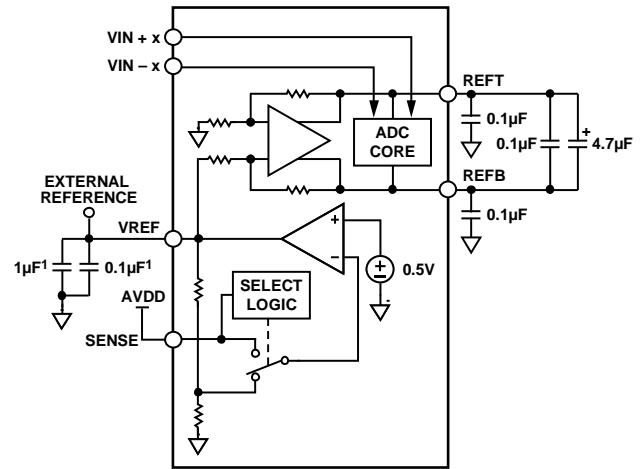 VIN + x
VIN – x
REFT
0.1µF
ADC
CORE
0.1µF
4.7µF
+
REFB
0.1µF
EXTERNAL
REFERENCE
VREF
1µF1
0.1µF1
+
–
+
–
0.5V
SELECT
LOGIC
AVDD
SENSE